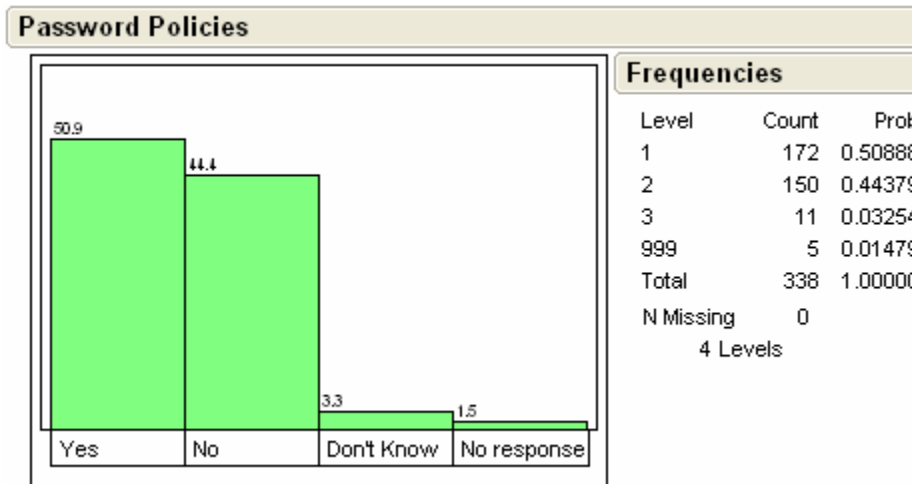 Password Policies
50.9
44.4
3.3
1.5
Yes No Don't Know No response
Frequencies
Level Count Prob
1 172 0.50888
2 150 0.44379
3 11 0.03254
999 5 0.01479
Total 338 1.00000
N Missing 0
4 Levels